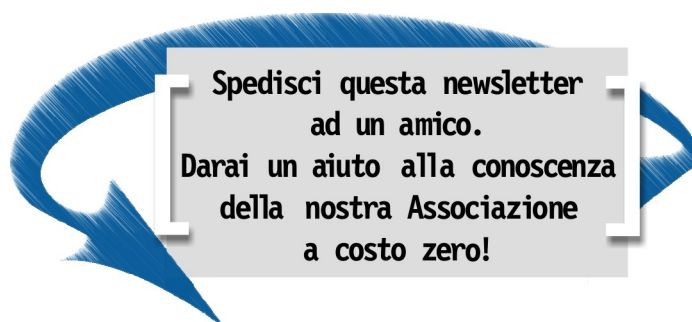 Spedisci questa newsletter
ad un amico.
Darai un aiuto alla conoscenza
della nostra Associazione
a costo zero!